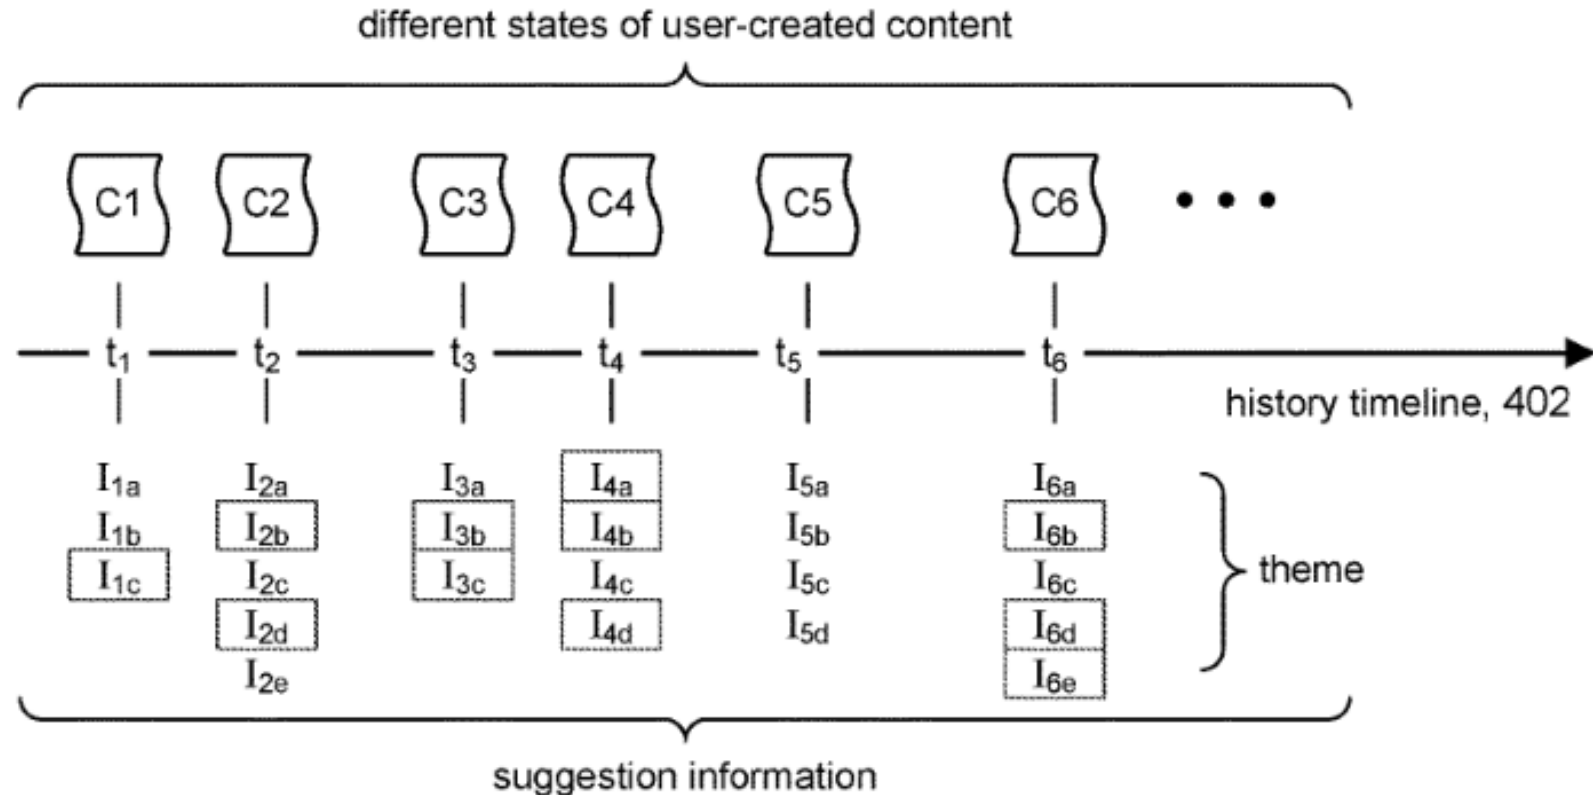 different states of user-created content
C1 C2 C3 C4 C5 C6 • • •
t₁ t₂ t₃ t₄ t₅ t₆
history timeline, 402
I₁ₐ I₂ₐ I₃ₐ I₄ₐ I₅ₐ I₆ₐ
I1b I2b I3b I4b I5b I6b
I1c I2c I3c I4c I5c I6c
theme
I2d I4d I5d I6d
I2e I6e
suggestion information